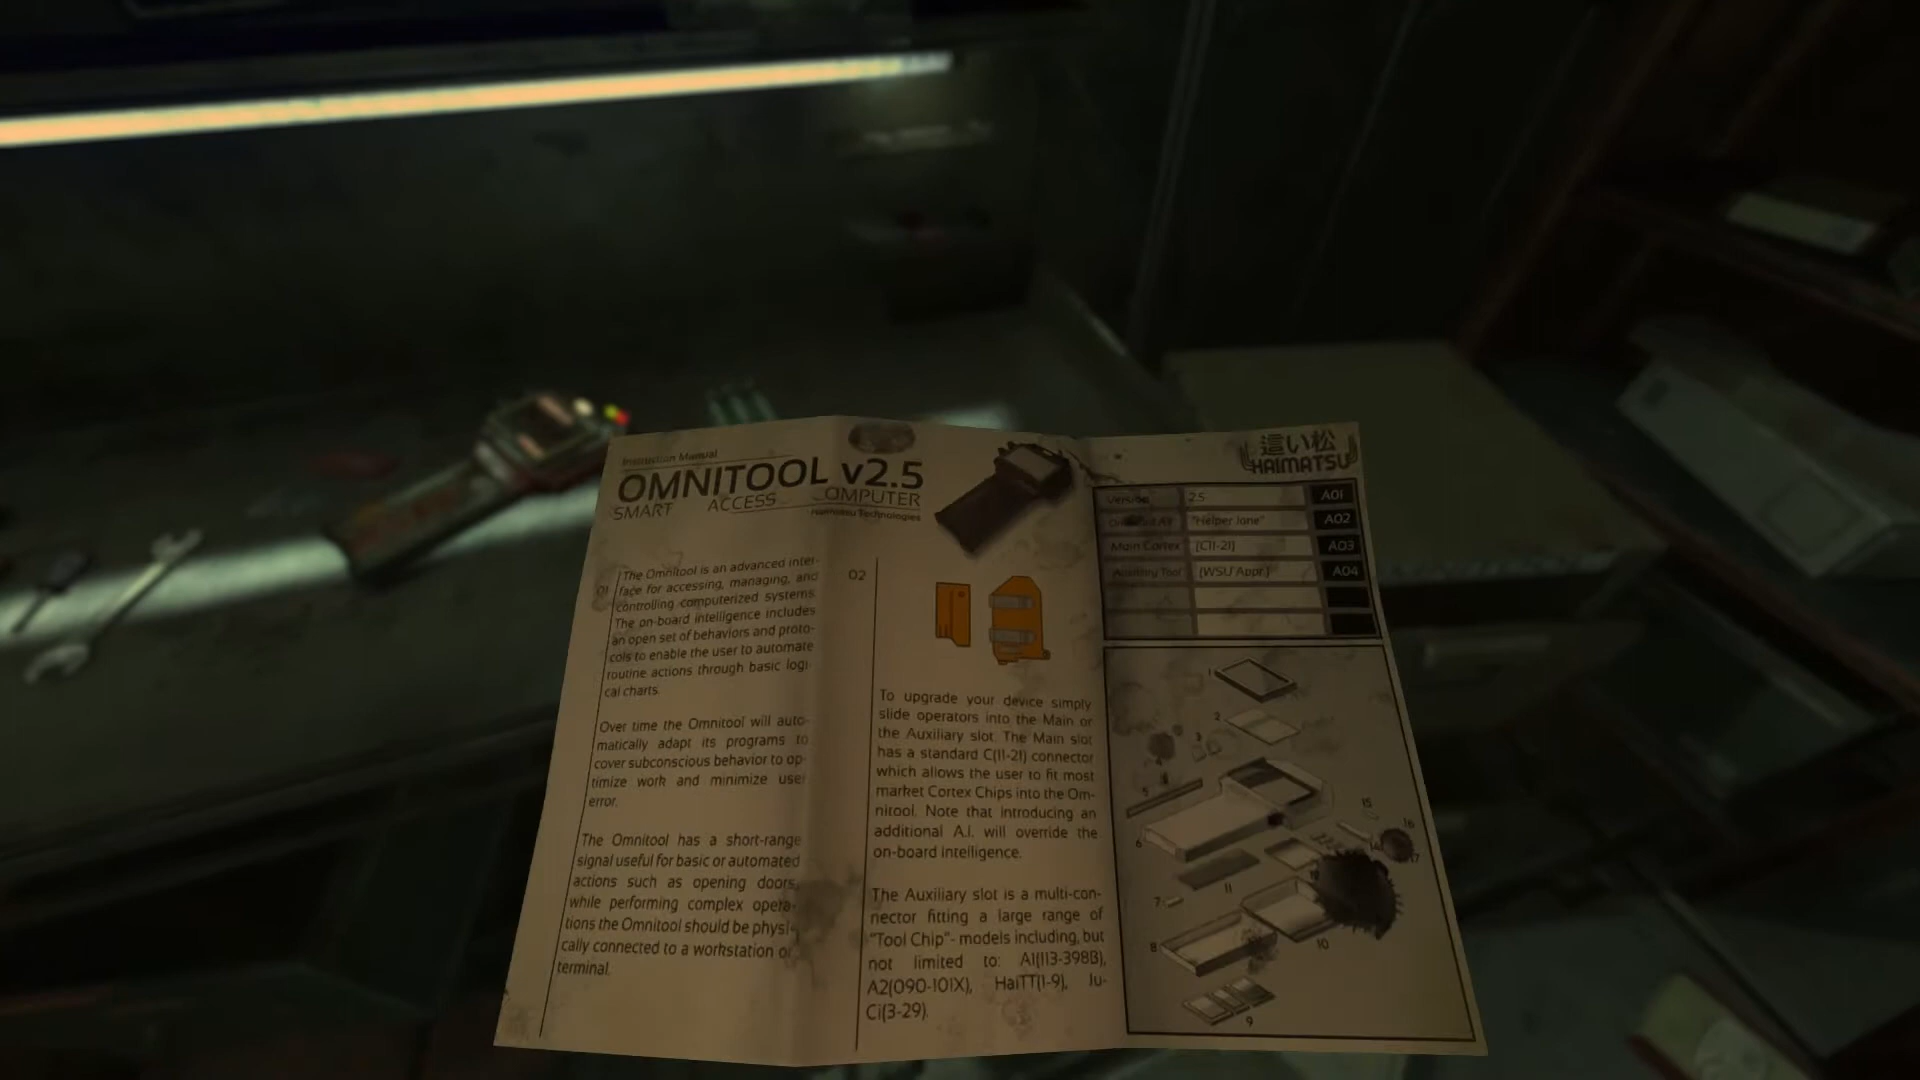 Instruction Manual
OMNITOOL v2.5
SMART ACCESS COMPUTER
Haimatsu Technologies
01
The Omnitool is an advanced inter-
face for accessing, managing, and
controlling computerized systems.
The on-board intelligence includes
an open set of behaviors and proto-
cols to enable the user to automate
routine actions through basic logi-
cal charts.
Over time the Omnitool will auto-
matically adapt its programs to
cover subconscious behavior to op-
timize work and minimize user
error.
The Omnitool has a short-range
signal useful for basic or automated
actions such as opening doors,
while performing complex opera-
tions the Omnitool should be physi-
cally connected to a workstation or
terminal.
02
To upgrade your device simply
slide operators into the Main or
the Auxiliary slot. The Main slot
has a standard C(11-21) connector
which allows the user to fit most
market Cortex Chips into the Om-
nitool. Note that introducing an
additional A.I. will override the
on-board intelligence.
The Auxiliary slot is a multi-con-
nector fitting a large range of
"Tool Chip"- models including, but
not limited to: A1(113-398B),
A2(090-101X), HaiTT(1-9), Ju-
Ci(3-29).
這い松
HAIMATSU
Version 2.5 A01
"Helper Jane" A02
Main Cortex [C11-21] A03
Auxiliary Tool [WSU Appr.] A04
1
2
3
4
5
6
7
8
9
10
11
15
16
17